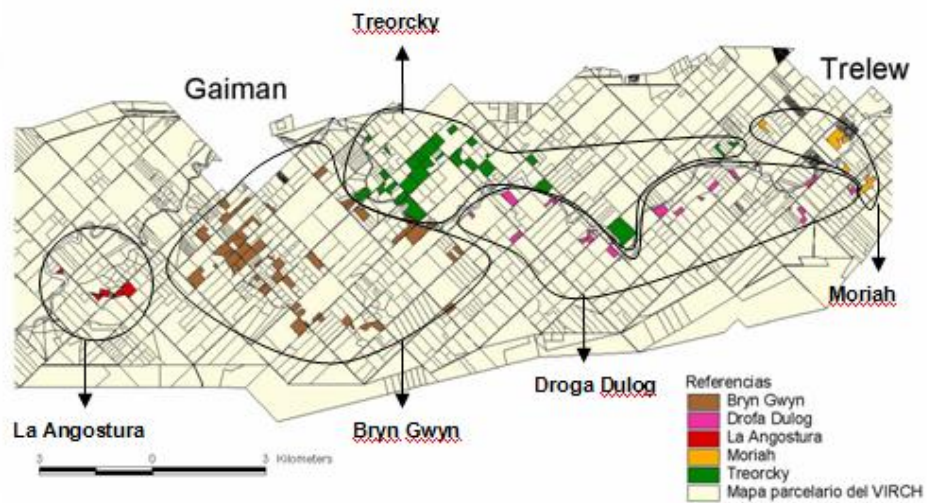 Treorcky
Gaiman
Trelew
Moriah
Droga Dulog
La Angostura
Bryn Gwyn
3 0 3 Kilometers
Referencias
Bryn Gwyn
Drofa Dulog
La Angostura
Moriah
Treorcky
Mapa parcelario del VIRCH